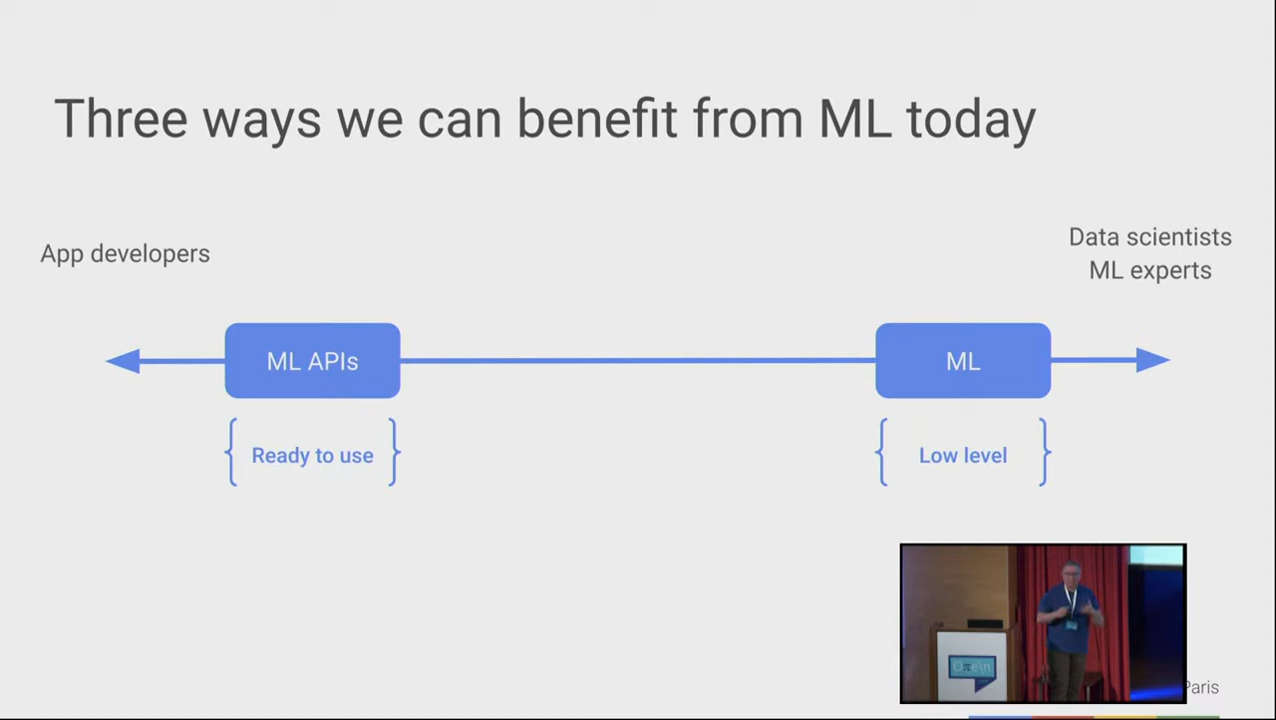 Three ways we can benefit from ML today
App developers
Data scientists
ML experts
ML APIs
ML
Ready to use
Low level
Paris